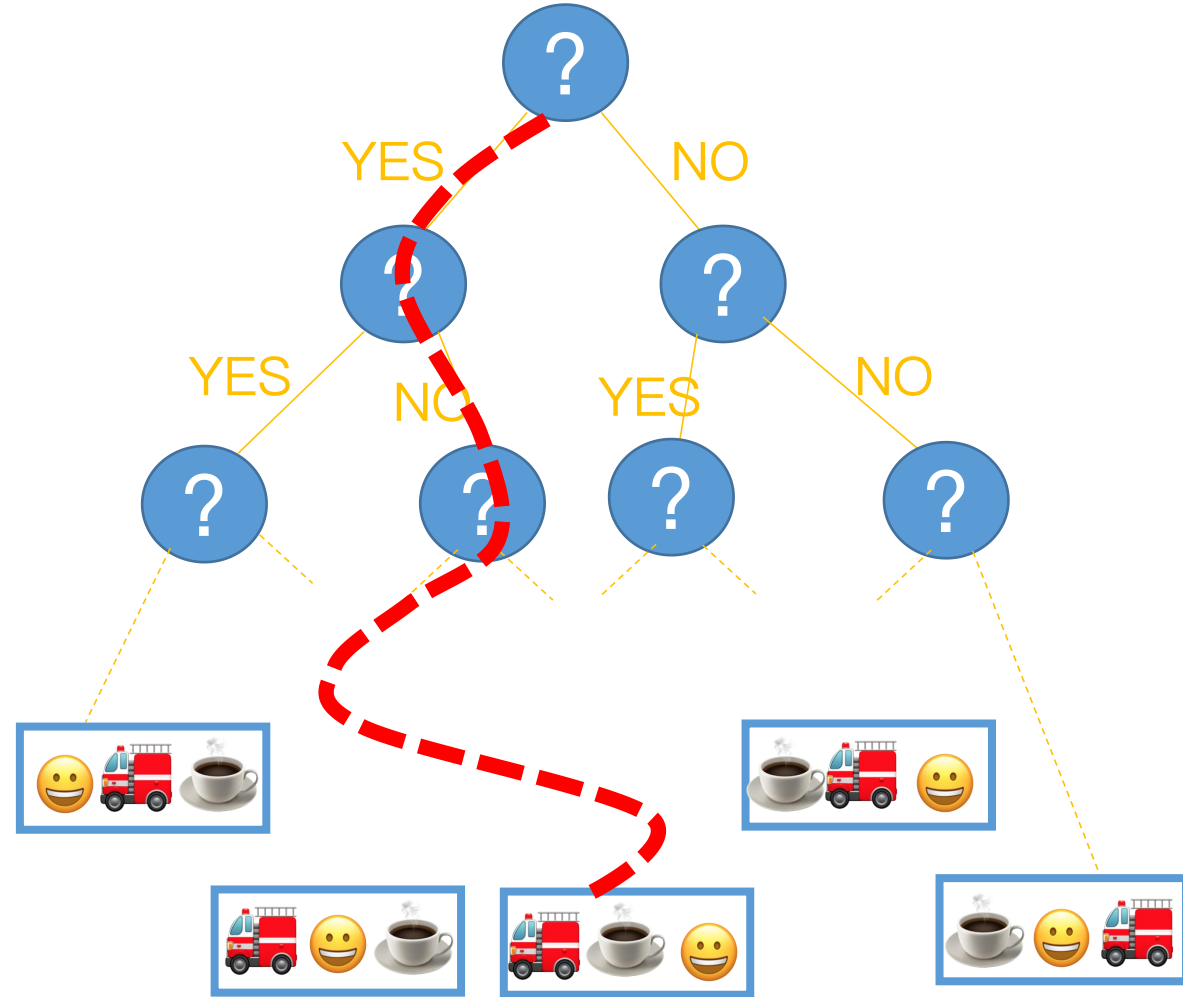 ?
YES NO
? ?
YES NO YES NO
? ? ? ?